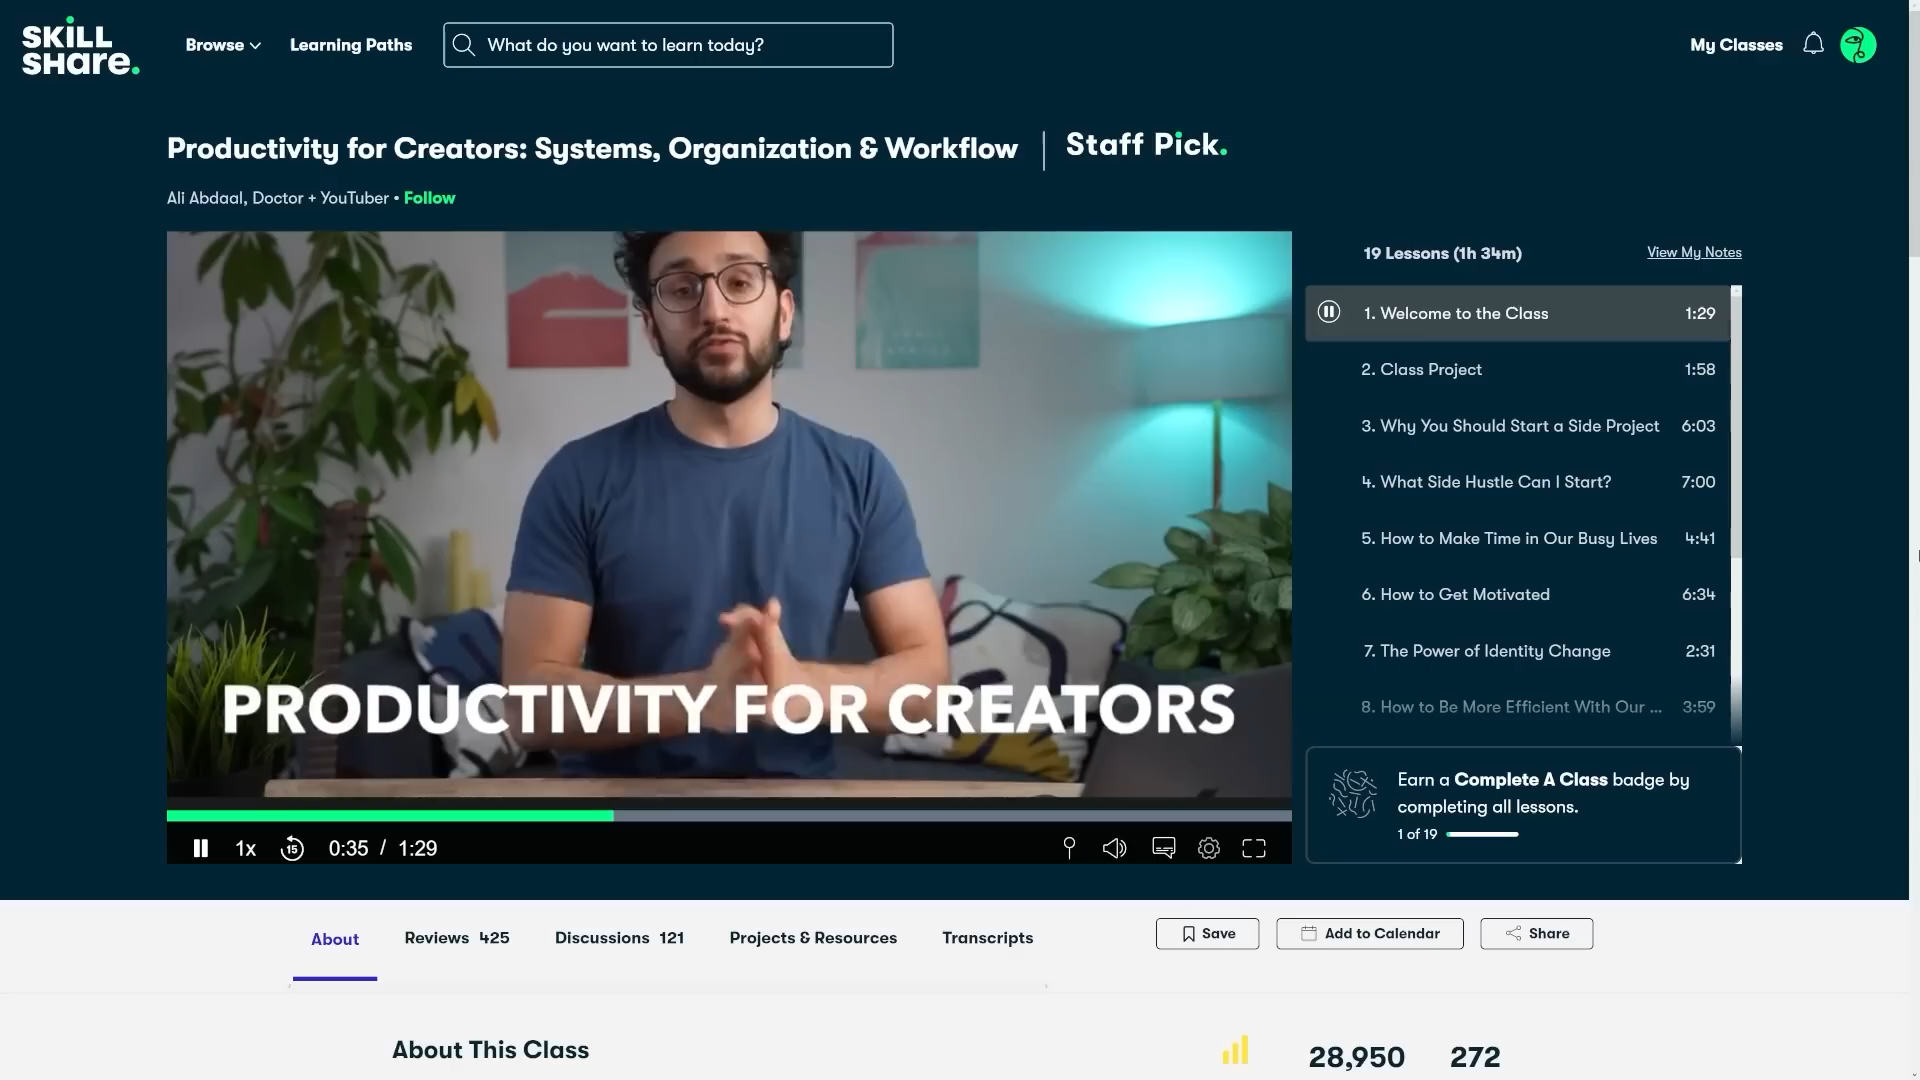 SKILL SHARE.
Browse
Learning Paths
What do you want to learn today?
My Classes
Productivity for Creators: Systems, Organization & Workflow
Staff Pick.
Ali Abdaal, Doctor + YouTuber • Follow
19 Lessons (1h 34m)
View My Notes
1. Welcome to the Class 1:29
2. Class Project 1:58
3. Why You Should Start a Side Project 6:03
4. What Side Hustle Can I Start? 7:00
5. How to Make Time in Our Busy Lives 4:41
6. How to Get Motivated 6:34
7. The Power of Identity Change 2:31
8. How to Be More Efficient With Our ... 3:59
PRODUCTIVITY FOR CREATORS
Earn a Complete A Class badge by
completing all lessons.
1 of 19
1x 15 0:35 / 1:29
About
Reviews 425
Discussions 121
Projects & Resources
Transcripts
Save
Add to Calendar
Share
About This Class
28,950
272